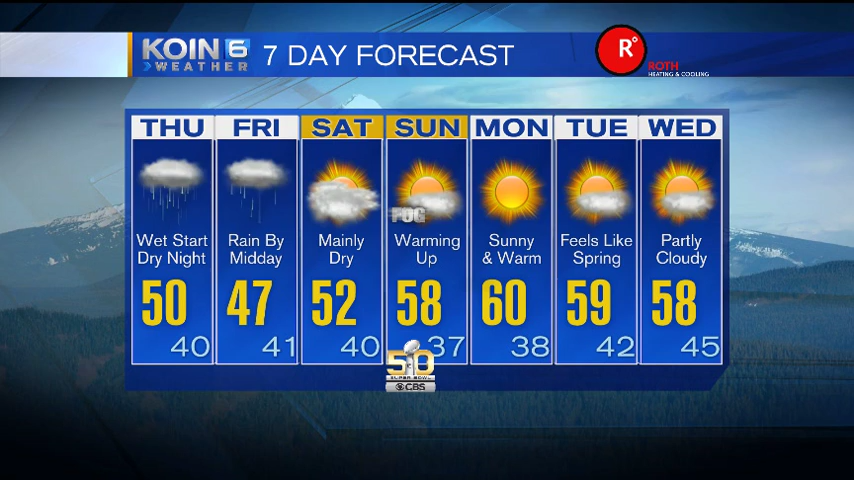 KOIN 6
WEATHER
7 DAY FORECAST
R°
ROTH
HEATING & COOLING
THU FRI SAT SUN MON TUE WED
FOG
Wet Start Rain By Mainly Warming Sunny Feels Like Partly
Dry Night Midday Dry Up & Warm Spring Cloudy
50 47 52 58 60 59 58
40 41 40 37 38 42 45
50
SUPER BOWL
CBS